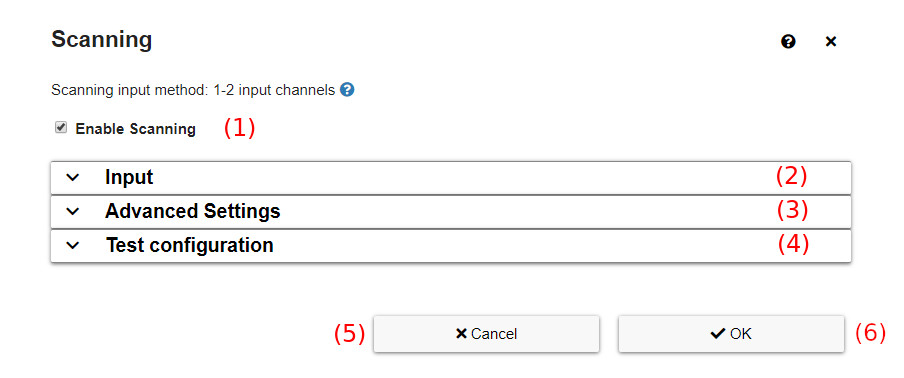 Scanning
Scanning input method: 1-2 input channels
Enable Scanning (1)
Input (2)
Advanced Settings (3)
Test configuration (4)
(5) Cancel OK (6)